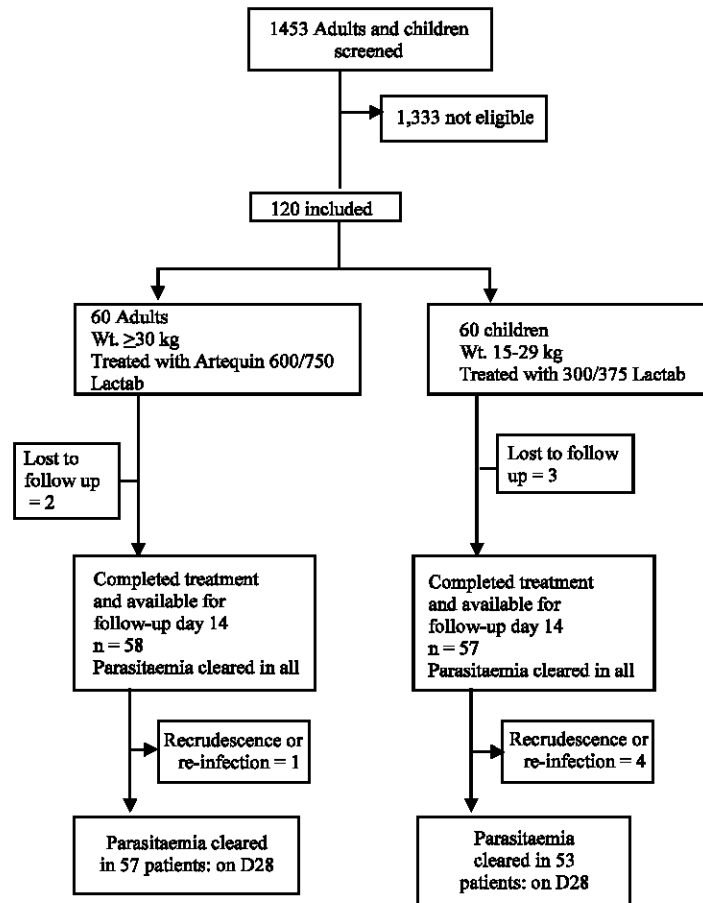 1453 Adults and children
screened
1,333 not eligible
120 included
60 Adults
Wt. ≥30 kg
Treated with Artequin 600/750
Lactab
60 children
Wt. 15-29 kg
Treated with 300/375 Lactab
Lost to
follow up
= 2
Lost to follow
up = 3
Completed treatment
and available for
follow-up day 14
n = 58
Parasitaemia cleared in all
Completed treatment
and available for
follow-up day 14
n = 57
Parasitaemia cleared in all
Recrudescence or
re-infection = 1
Recrudescence or
re-infection = 4
Parasitaemia cleared
in 57 patients: on D28
Parasitaemia
cleared in 53
patients: on D28